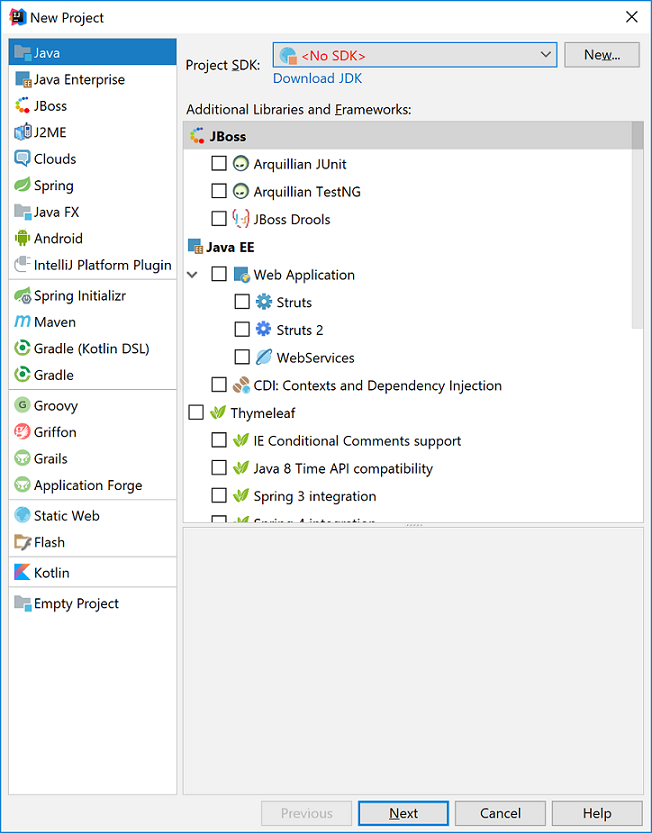 New Project
Java
Java Enterprise
JBoss
J2ME
Clouds
Spring
Java FX
Android
IntelliJ Platform Plugin
Spring Initializr
Maven
Gradle (Kotlin DSL)
Gradle
Groovy
Griffon
Grails
Application Forge
Static Web
Flash
Kotlin
Empty Project
Project SDK: <No SDK> New...
Download JDK
Additional Libraries and Frameworks:
JBoss
Arquillian JUnit
Arquillian TestNG
JBoss Drools
Java EE
Web Application
Struts
Struts 2
WebServices
CDI: Contexts and Dependency Injection
Thymeleaf
IE Conditional Comments support
Java 8 Time API compatibility
Spring 3 integration
Spring 4 integration
Previous Next Cancel Help